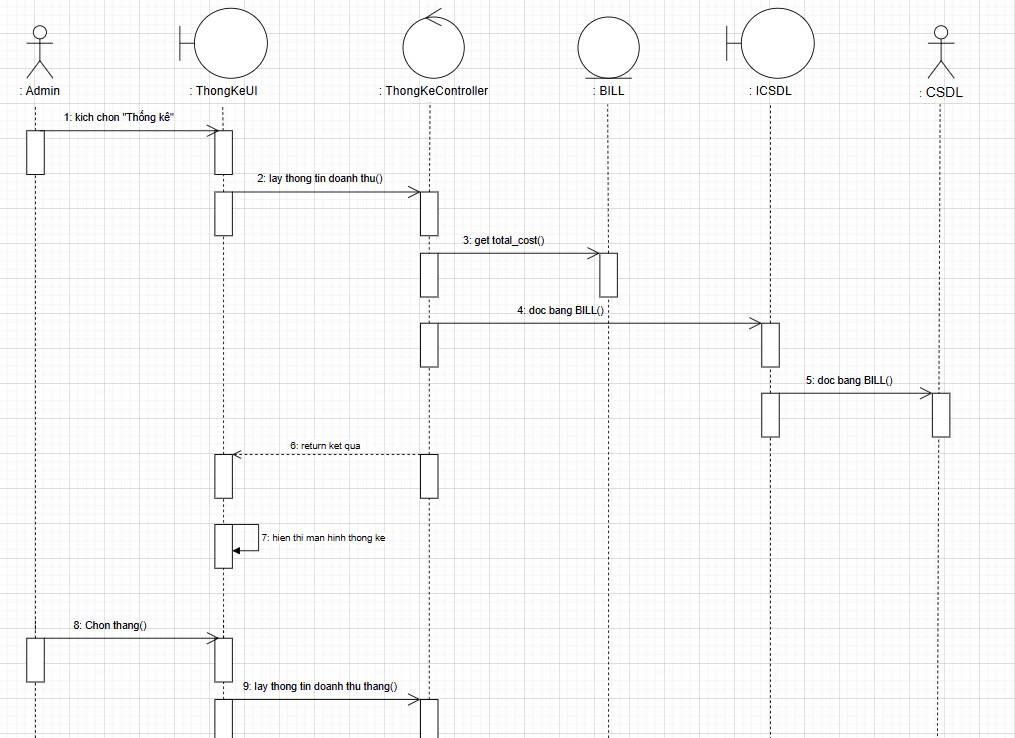 : Admin
: ThongKeUI
: ThongKeController
: BILL
: ICSDL
: CSDL
1: kich chon "Thống kê"
2: lay thong tin doanh thu()
3: get total_cost()
4: doc bang BILL()
5: doc bang BILL()
6: return ket qua
7: hien thi man hinh thong ke
8: Chon thang()
9: lay thong tin doanh thu thang()